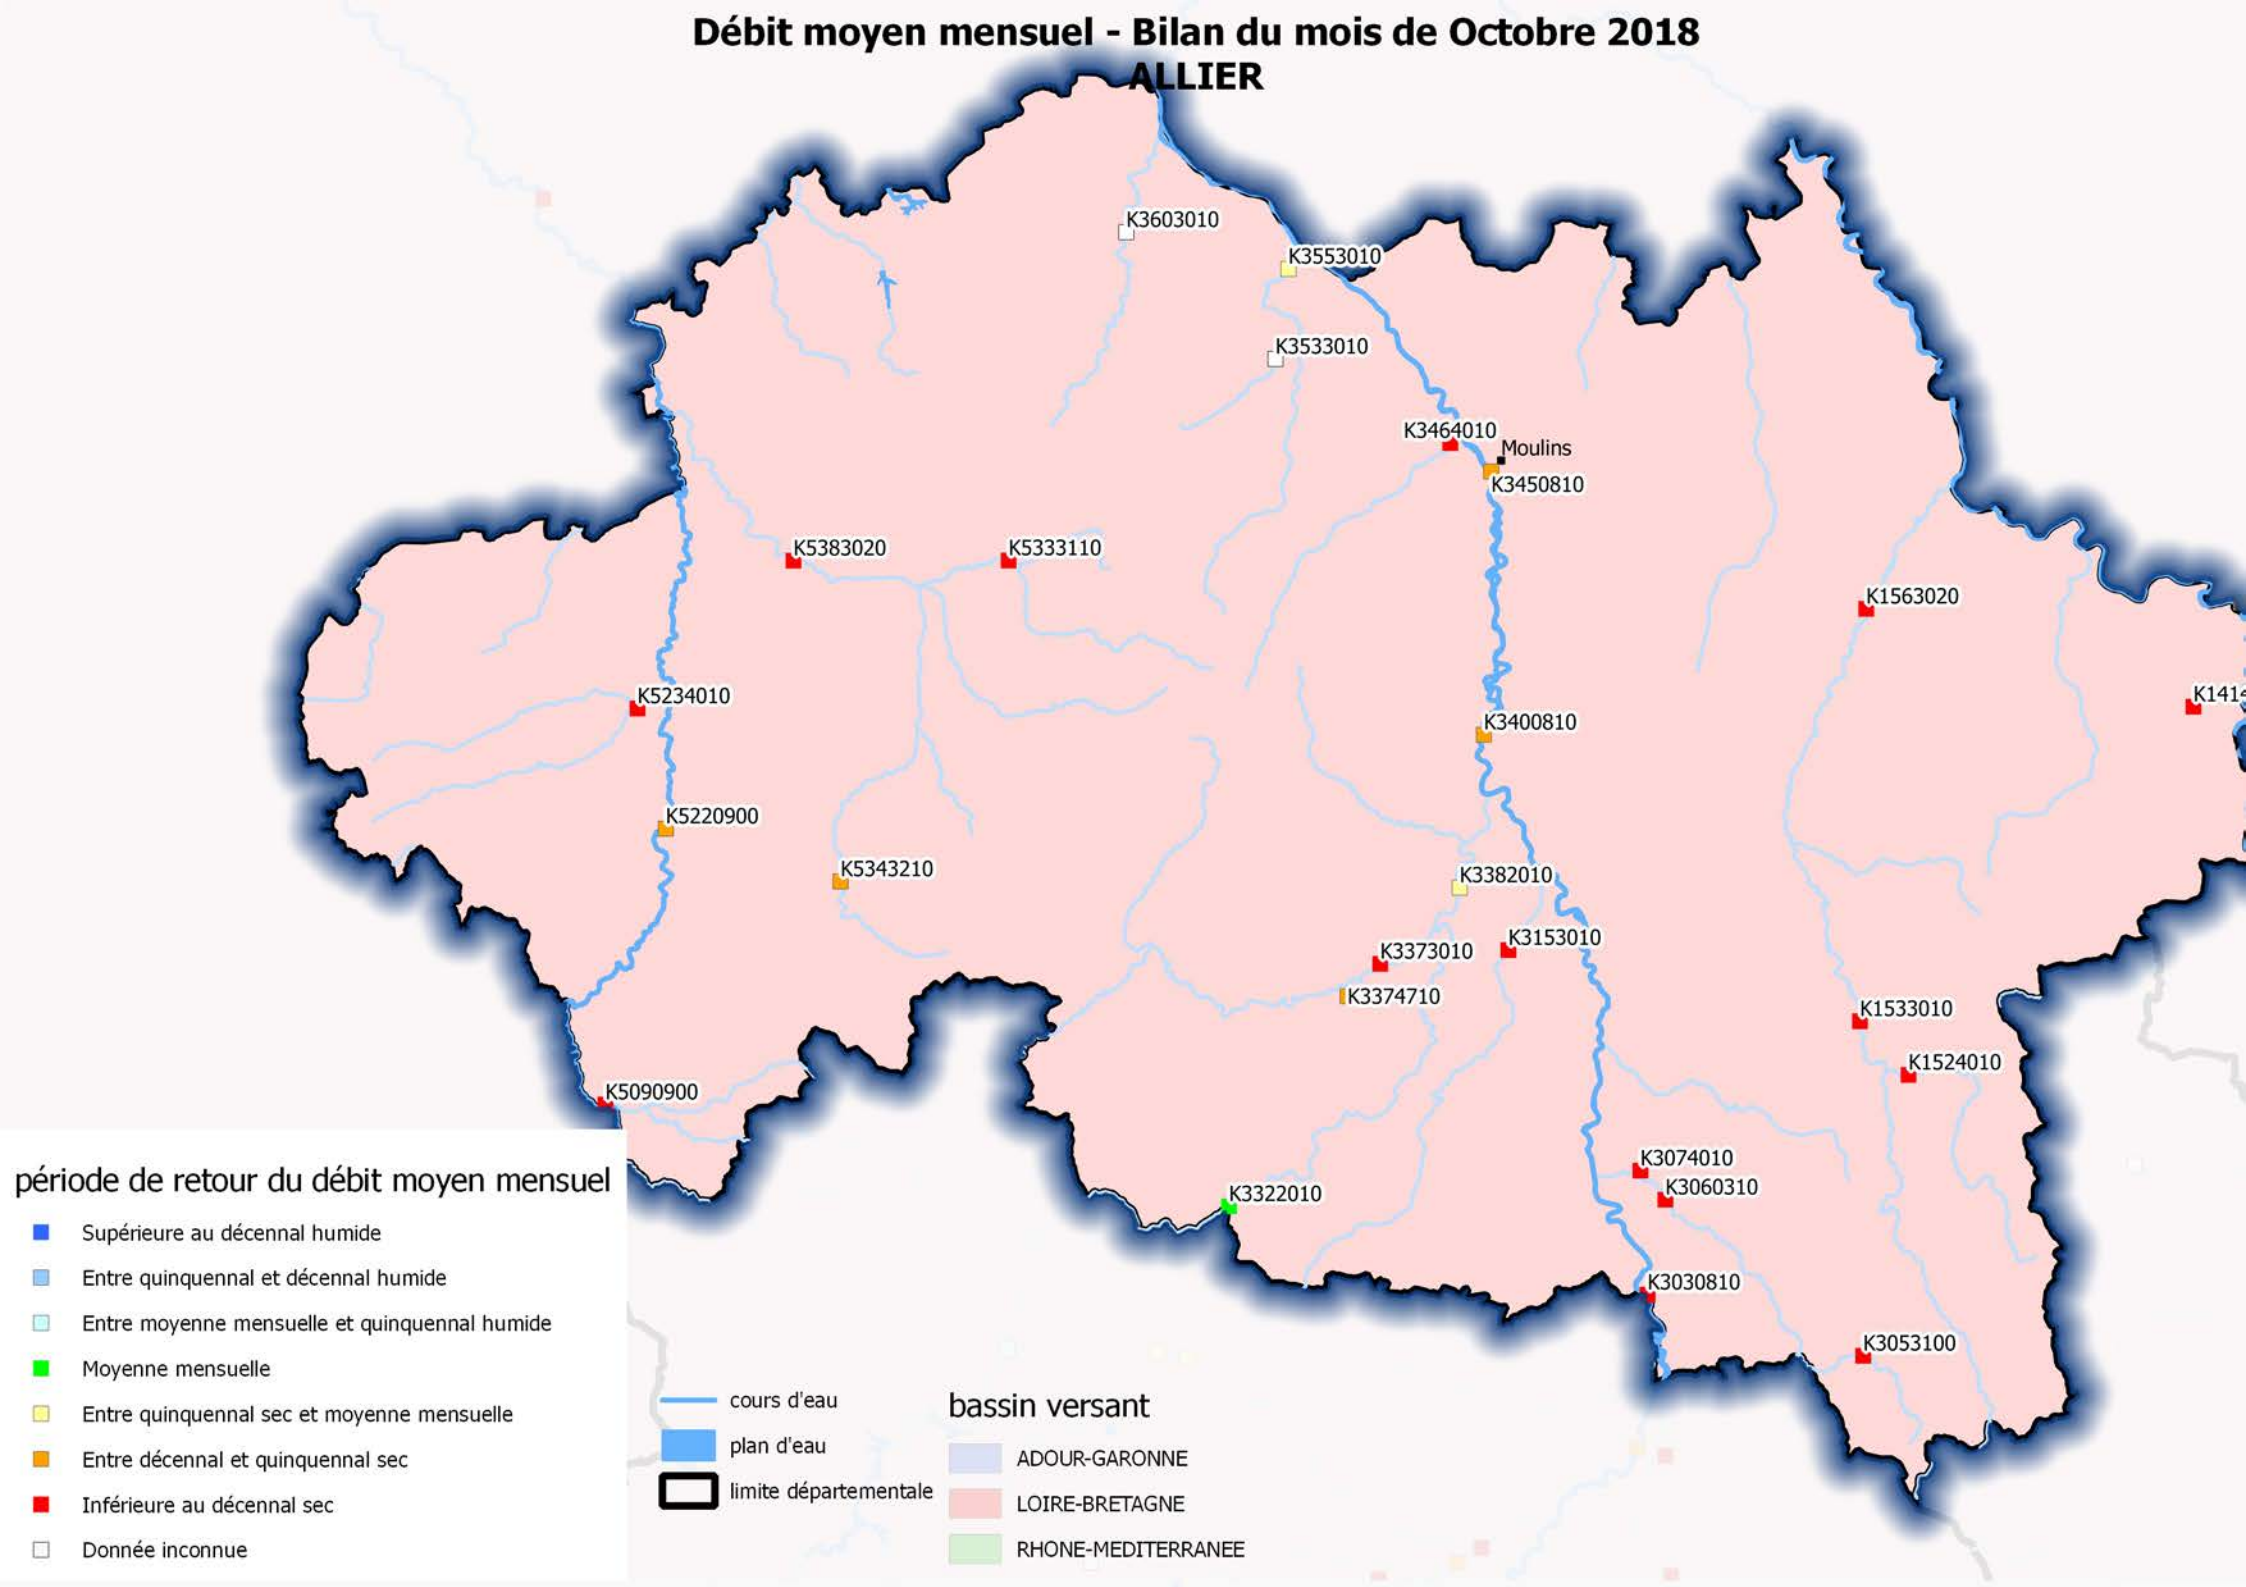 Débit moyen mensuel - Bilan du mois de Octobre 2018
ALLIER
K3603010
K3553010
K3533010
K3464010
Moulins
K3450810
K5383020
K5333110
K1563020
K5234010
K1414
K3400810
K5220900
K5343210
K3382010
K3153010
K3373010
K3374710
K1533010
K1524010
K5090900
K3074010
K3060310
K3322010
K3030810
K3053100
période de retour du débit moyen mensuel
Supérieure au décennal humide
Entre quinquennal et décennal humide
Entre moyenne mensuelle et quinquennal humide
Moyenne mensuelle
Entre quinquennal sec et moyenne mensuelle
Entre décennal et quinquennal sec
Inférieure au décennal sec
Donnée inconnue
cours d'eau
plan d'eau
limite départementale
bassin versant
ADOUR-GARONNE
LOIRE-BRETAGNE
RHONE-MEDITERRANEE